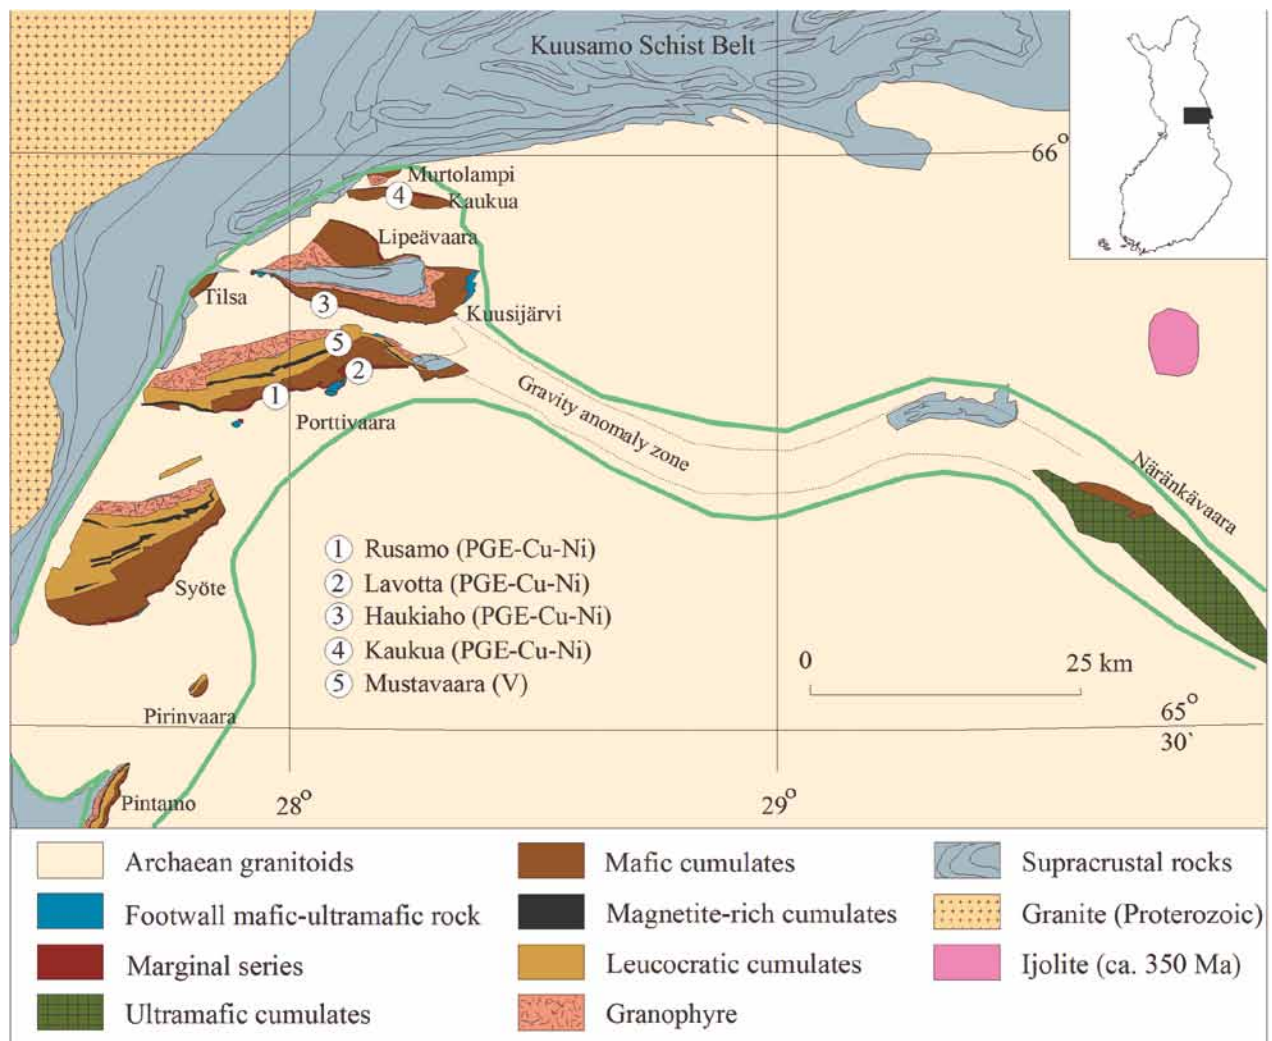 Kuusamo Schist Belt
66°
Murtolampi
4
Kaukua
Lipeävaara
Tilsa
3
Kuusijärvi
5
2
1
Porttivaara
Gravity anomaly zone
Näränkävaara
Syöte
1 Rusamo (PGE-Cu-Ni)
2 Lavotta (PGE-Cu-Ni)
3 Haukiaho (PGE-Cu-Ni)
4 Kaukua (PGE-Cu-Ni)
5 Mustavaara (V)
0 25 km
Pirinvaara
65°
30`
Pintamo
28°
29°
Archaean granitoids
Footwall mafic-ultramafic rock
Marginal series
Ultramafic cumulates
Mafic cumulates
Magnetite-rich cumulates
Leucocratic cumulates
Granophyre
Supracrustal rocks
Granite (Proterozoic)
Ijolite (ca. 350 Ma)